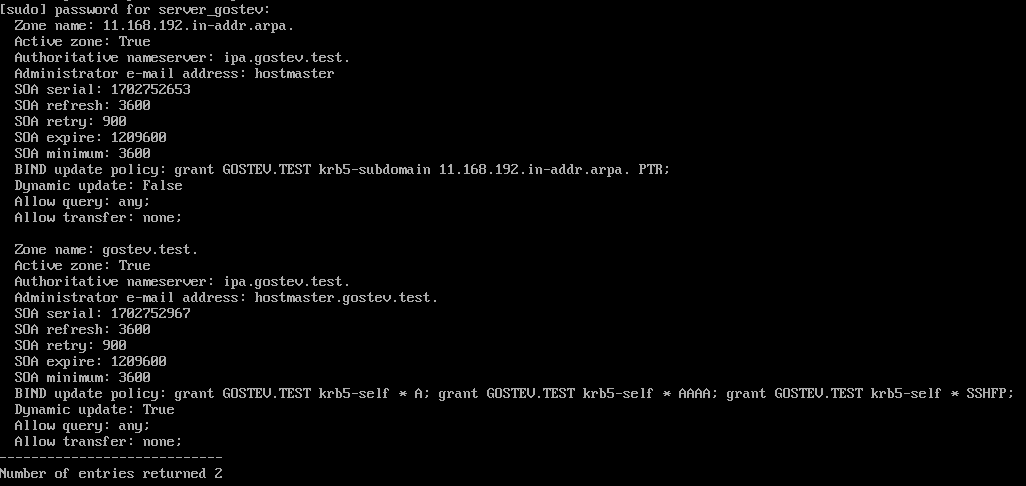 [sudo] password for server_gostev:
Zone name: 11.168.192.in-addr.arpa.
Active zone: True
Authoritative nameserver: ipa.gostev.test.
Administrator e-mail address: hostmaster
SOA serial: 1702752653
SOA refresh: 3600
SOA retry: 900
SOA expire: 1209600
SOA minimum: 3600
BIND update policy: grant GOSTEV.TEST krb5-subdomain 11.168.192.in-addr.arpa. PTR;
Dynamic update: False
Allow query: any;
Allow transfer: none;
Zone name: gostev.test.
Active zone: True
Authoritative nameserver: ipa.gostev.test.
Administrator e-mail address: hostmaster.gostev.test.
SOA serial: 1702752967
SOA refresh: 3600
SOA retry: 900
SOA expire: 1209600
SOA minimum: 3600
BIND update policy: grant GOSTEV.TEST krb5-self * A; grant GOSTEV.TEST krb5-self * AAAA; grant GOSTEV.TEST krb5-self * SSHFP;
Dynamic update: True
Allow query: any;
Allow transfer: none;
----------------------------
Number of entries returned 2